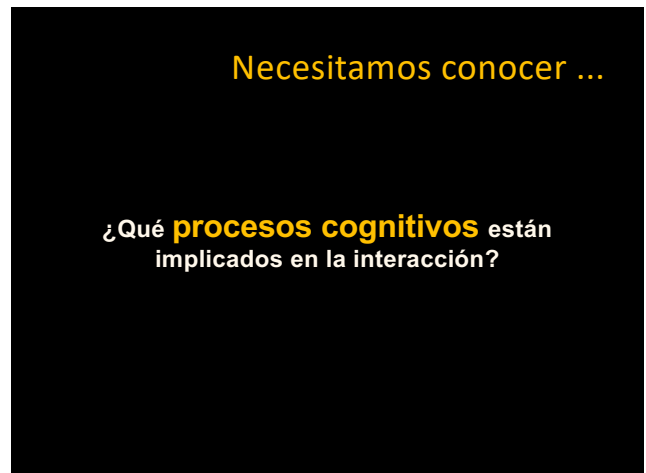 Necesitamos conocer ...
¿Qué procesos cognitivos están
implicados en la interacción?